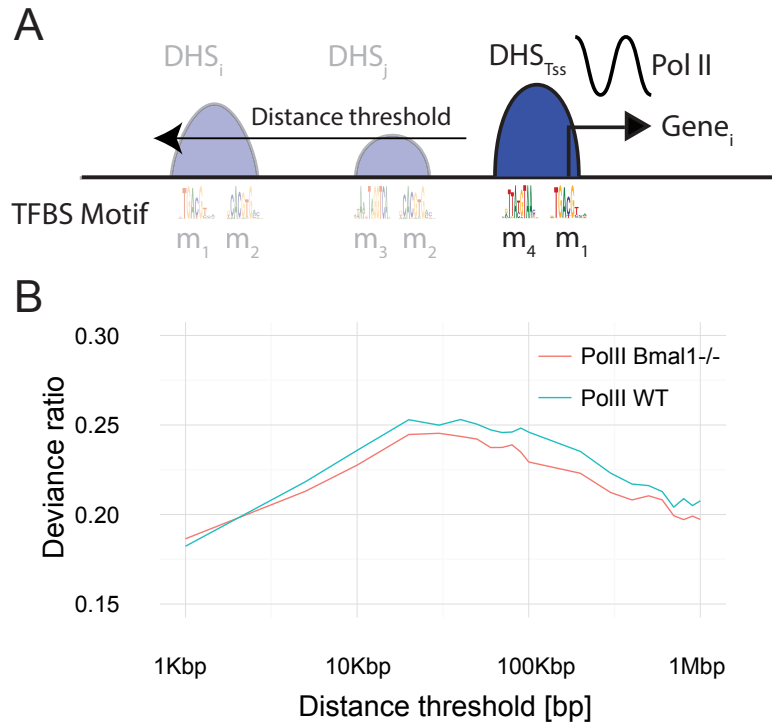 A
DHSi DHSj DHSTss Pol II
Distance threshold
Genei
TFBS Motif
m1 m2 m3 m2 m4 m1
B
0.30
PolII Bmal1-/-
PolII WT
0.25
0.20
0.15
Deviance ratio
1Kbp 10Kbp 100Kbp 1Mbp
Distance threshold [bp]